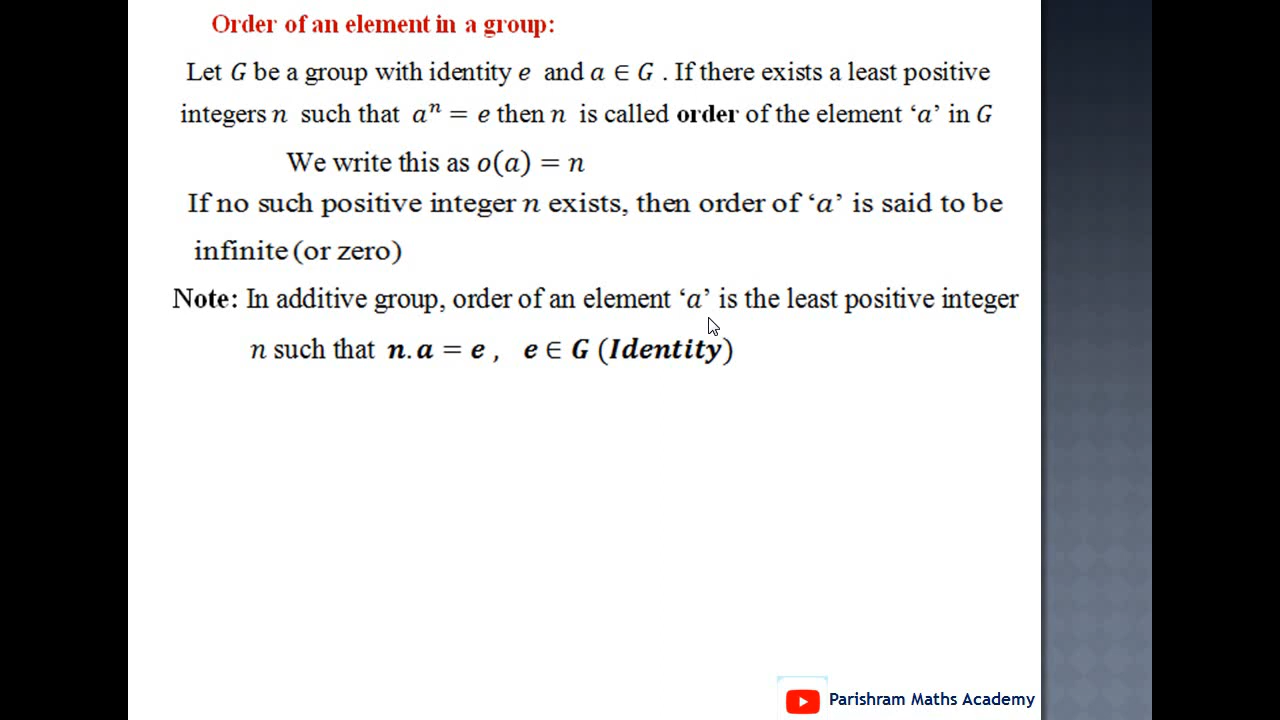 Order of an element in a group:
Let G be a group with identity e and a ∈ G . If there exists a least positive
integers n such that aⁿ = e then n is called order of the element ‘a’ in G
We write this as o(a) = n
If no such positive integer n exists, then order of ‘a’ is said to be
infinite (or zero)
Note: In additive group, order of an element ‘a’ is the least positive integer
n such that n. a = e , e ∈ G (Identity)
Parishram Maths Academy